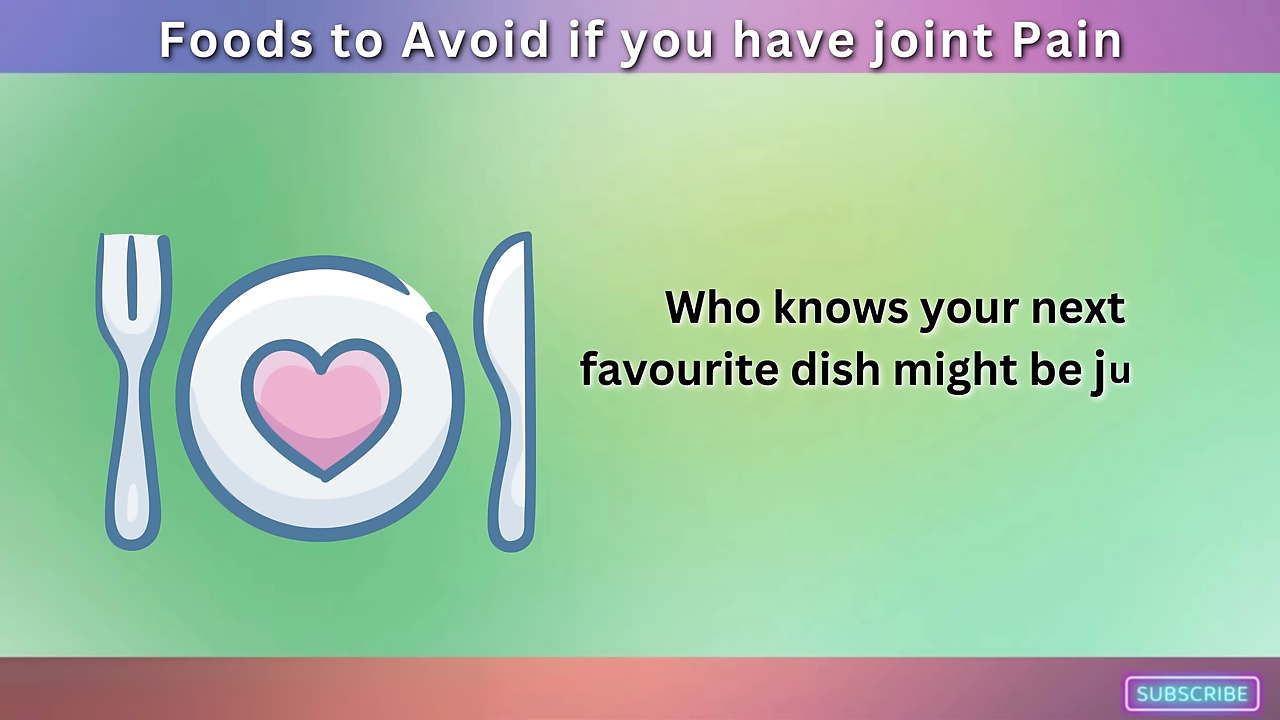 Foods to Avoid if you have joint Pain
Who knows your next
favourite dish might be ju
SUBSCRIBE